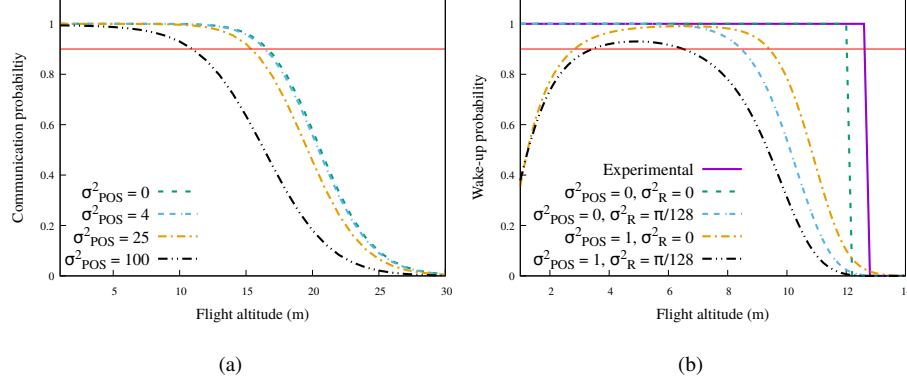 Communication probability
1
0.8
0.6
0.4
0.2
0
σ²POS = 0
σ²POS = 4
σ²POS = 25
σ²POS = 100
5 10 15 20 25 30
Flight altitude (m)
(a)
Wake-up probability
1
0.8
0.6
0.4
0.2
0
Experimental
σ²POS = 0, σ²R = 0
σ²POS = 0, σ²R = π/128
σ²POS = 1, σ²R = 0
σ²POS = 1, σ²R = π/128
2 4 6 8 10 12 14
Flight altitude (m)
(b)